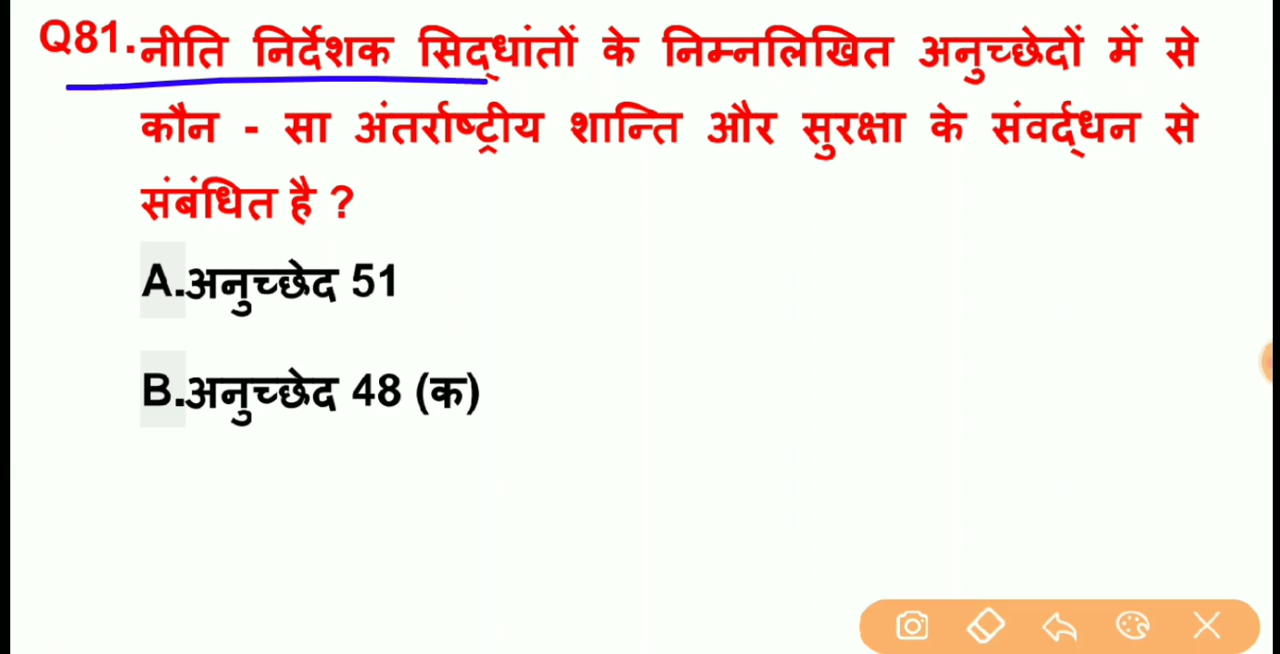 Q81.नीति निर्देशक सिद्धांतों के निम्नलिखित अनुच्छेदों में से
कौन - सा अंतर्राष्ट्रीय शान्ति और सुरक्षा के संवर्द्धन से
संबंधित है ?
A.अनुच्छेद 51
B.अनुच्छेद 48 (क)